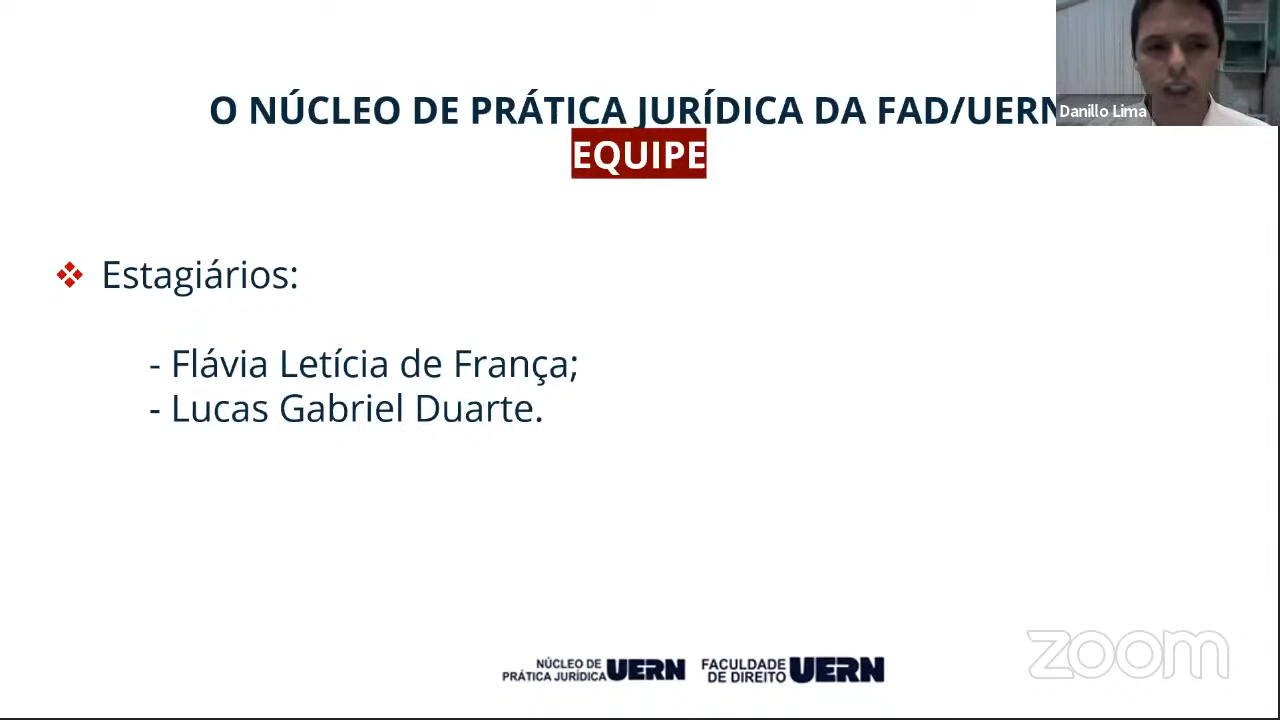 O NÚCLEO DE PRÁTICA JURÍDICA DA FAD/UERN
EQUIPE
Danillo Lima
❖ Estagiários:
- Flávia Letícia de França;
- Lucas Gabriel Duarte.
NÚCLEO DE
PRÁTICA JURÍDICA UERN
FACULDADE
DE DIREITO UERN
zoom